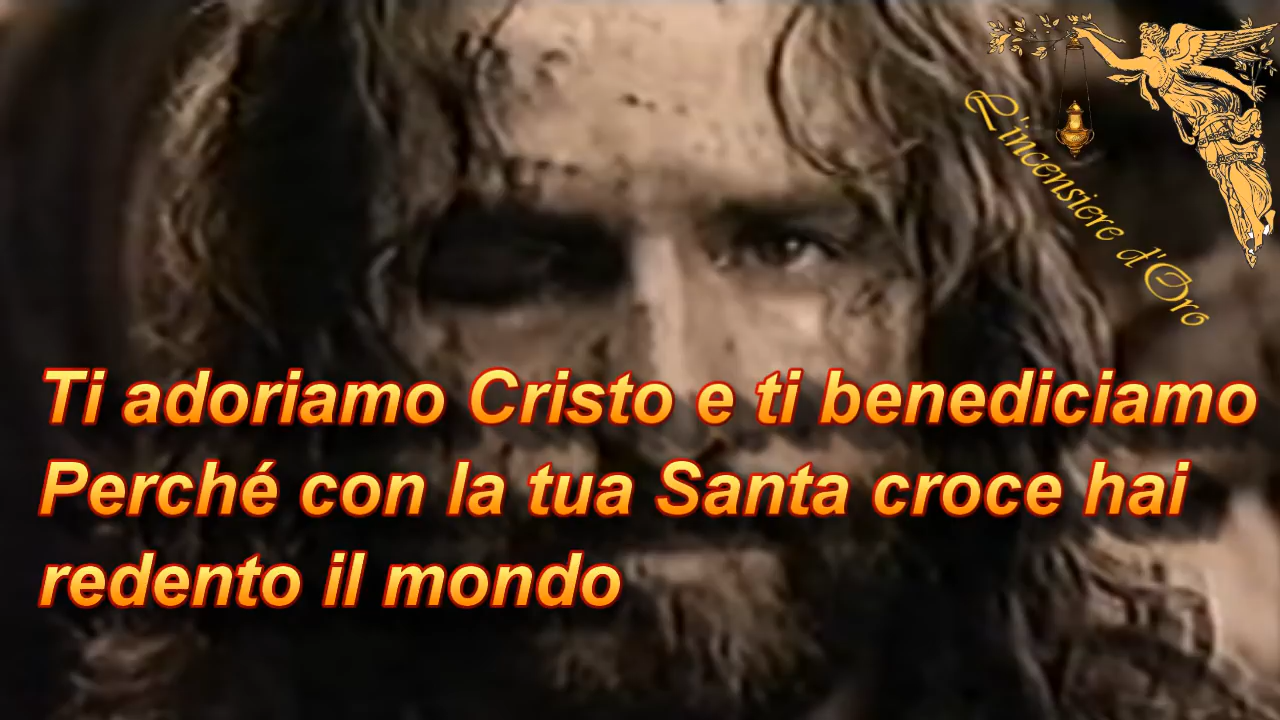 L'incensiere d'Oro
Ti adoriamo Cristo e ti benediciamo
Perché con la tua Santa croce hai
redento il mondo